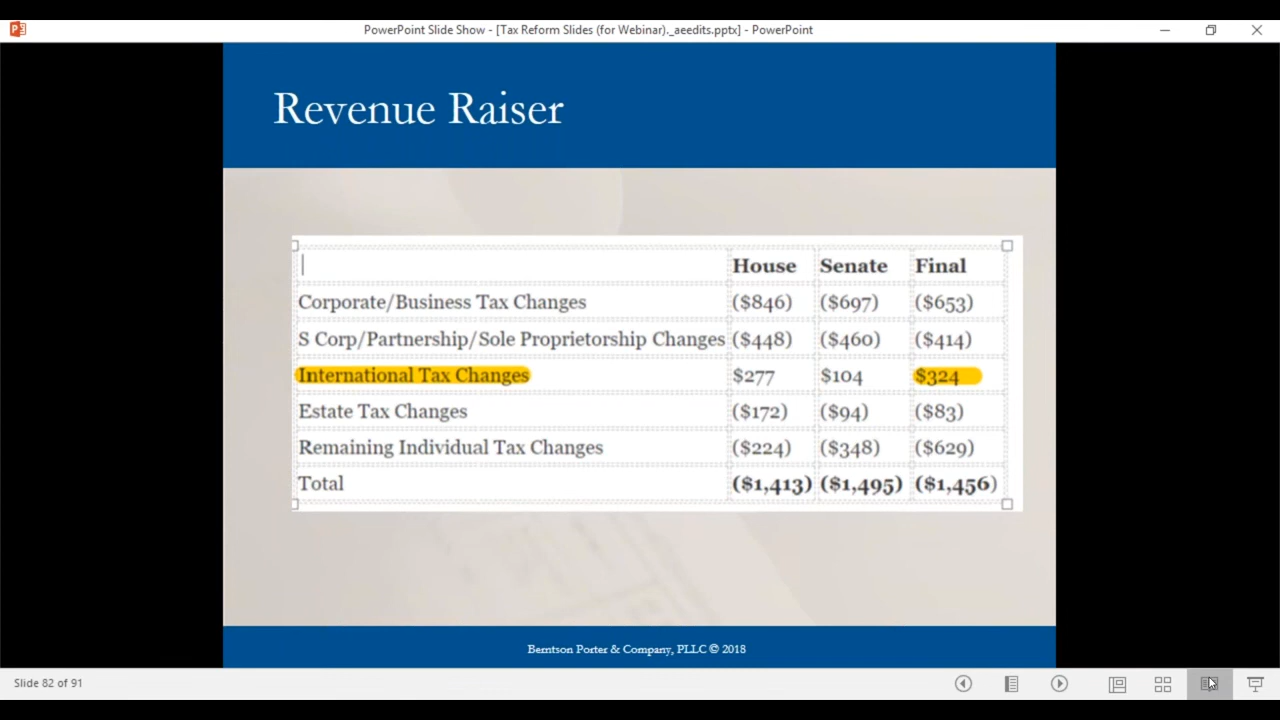 PowerPoint Slide Show - [Tax Reform Slides (for Webinar)._aeedits.pptx] - PowerPoint
Revenue Raiser
House Senate Final
Corporate/Business Tax Changes ($846) ($697) ($653)
S Corp/Partnership/Sole Proprietorship Changes ($448) ($460) ($414)
International Tax Changes $277 $104 $324
Estate Tax Changes ($172) ($94) ($83)
Remaining Individual Tax Changes ($224) ($348) ($629)
Total ($1,413) ($1,495) ($1,456)
Berntson Porter & Company, PLLC © 2018
Slide 82 of 91